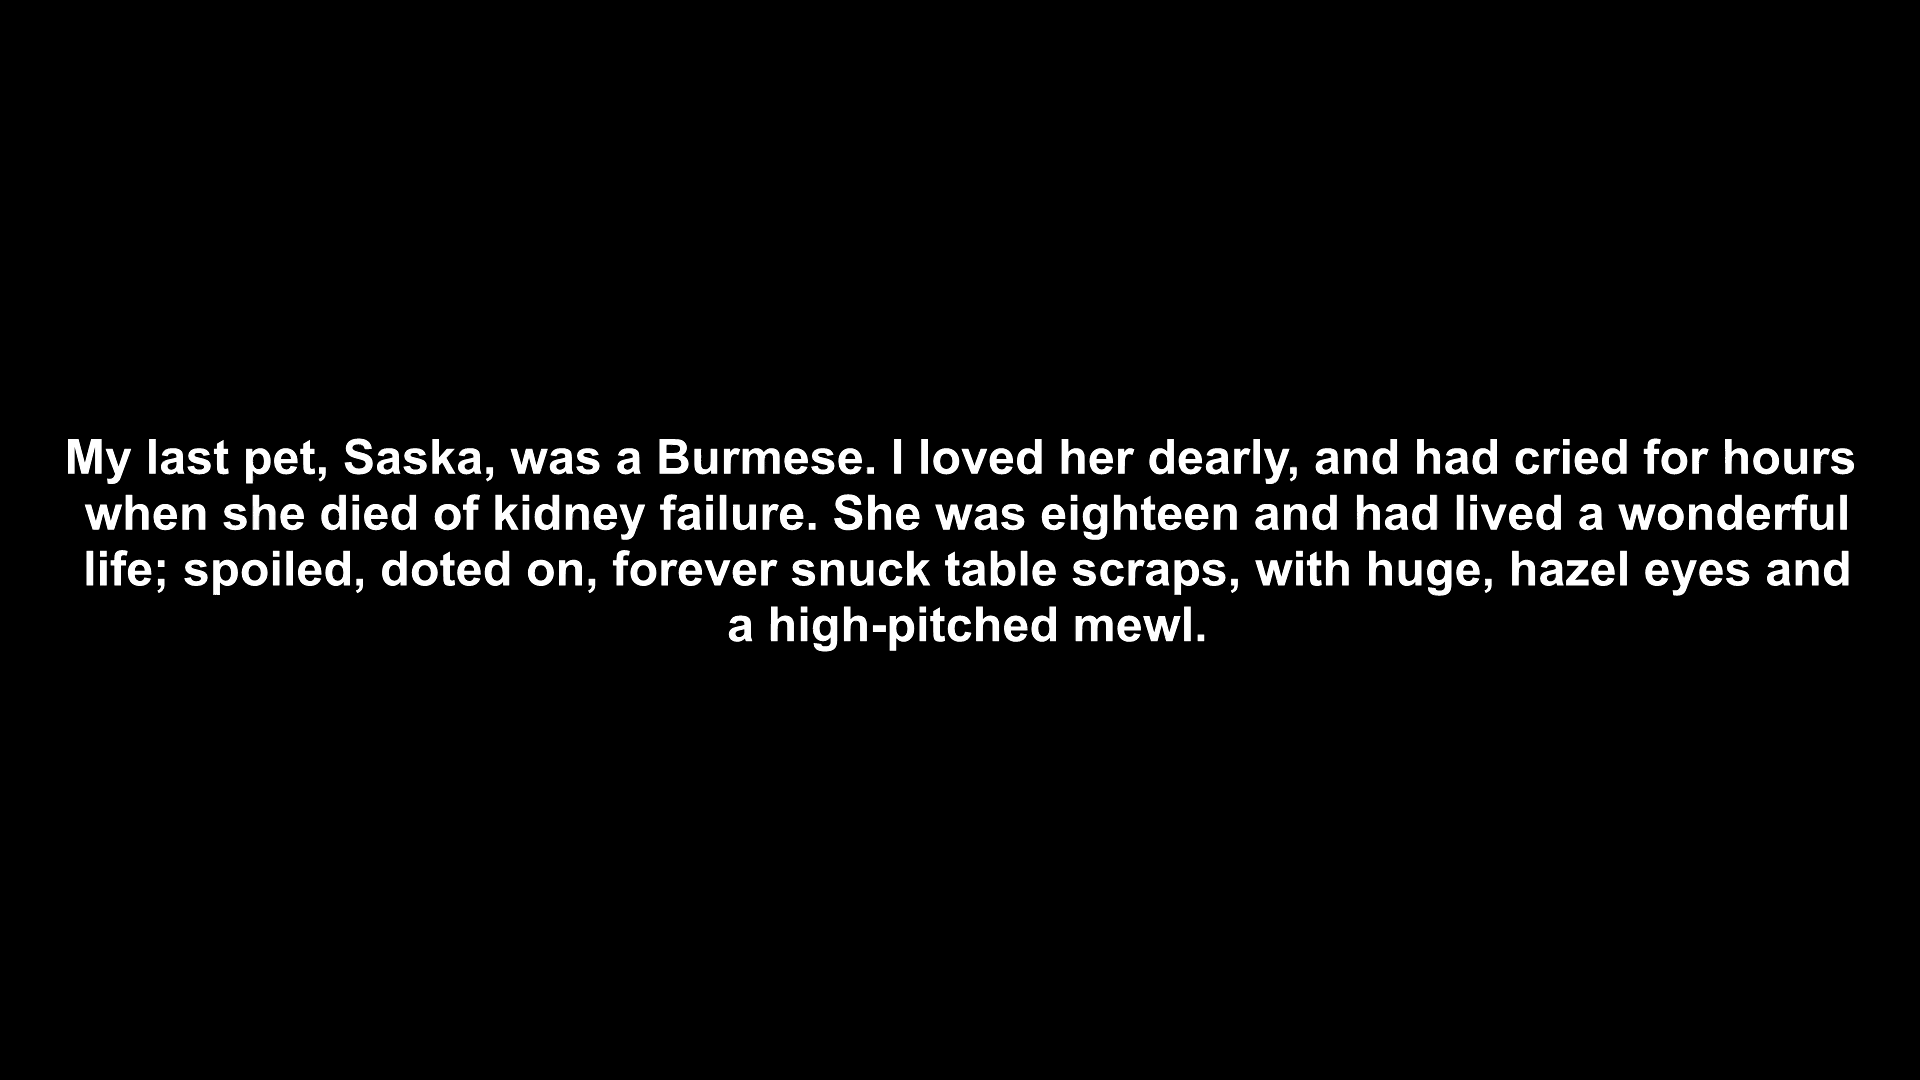 My last pet, Saska, was a Burmese. I loved her dearly, and had cried for hours
when she died of kidney failure. She was eighteen and had lived a wonderful
life; spoiled, doted on, forever snuck table scraps, with huge, hazel eyes and
a high-pitched mewl.